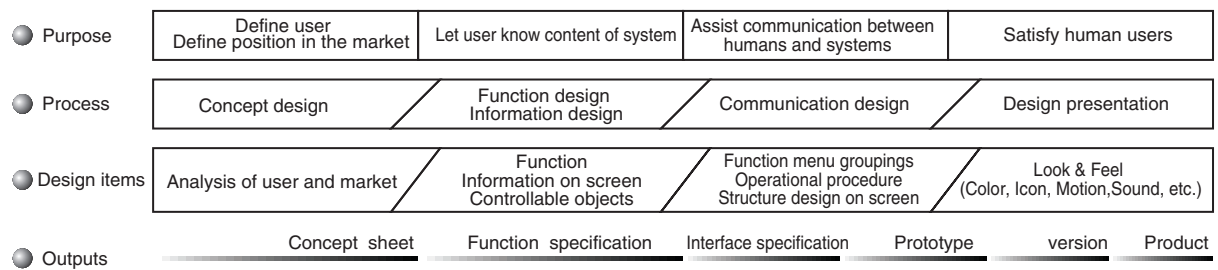 Purpose
Define user
Define position in the market
Let user know content of system
Assist communication between
humans and systems
Satisfy human users
Process
Concept design
Function design
Information design
Communication design
Design presentation
Design items
Analysis of user and market
Function
Information on screen
Controllable objects
Function menu groupings
Operational procedure
Structure design on screen
Look & Feel
(Color, Icon, Motion,Sound, etc.)
Outputs
Concept sheet
Function specification
Interface specification
Prototype
version
Product